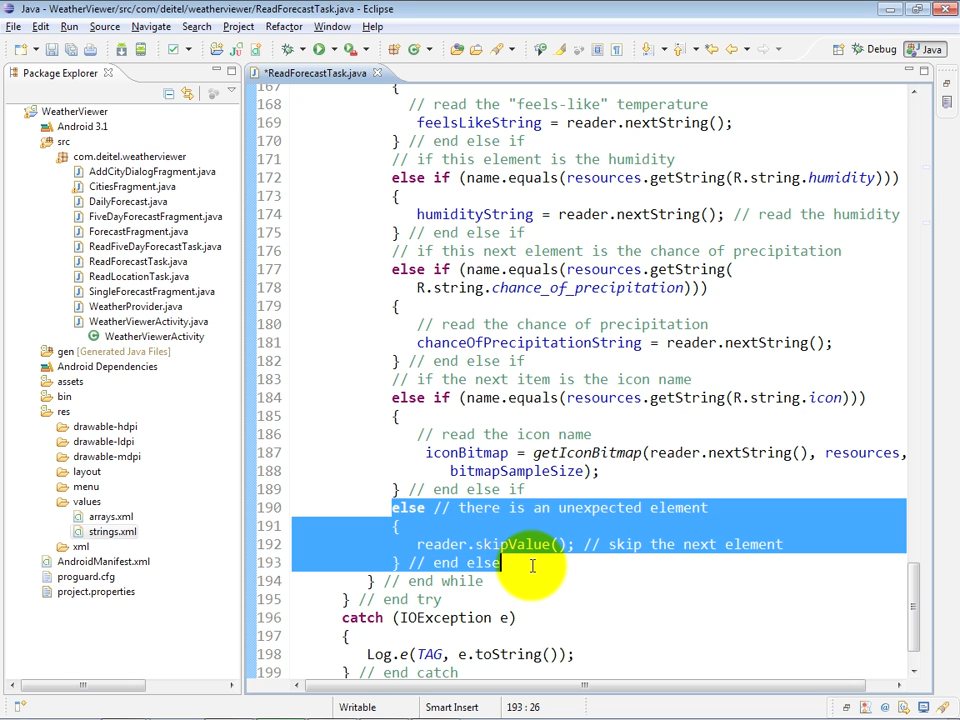 Java - WeatherViewer/src/com/deitel/weatherviewer/ReadForecastTask.java - Eclipse
File Edit Run Source Navigate Search Project Refactor Window Help
Debug Java
Package Explorer
*ReadForecastTask.java
WeatherViewer
Android 3.1
src
com.deitel.weatherviewer
AddCityDialogFragment.java
CitiesFragment.java
DailyForecast.java
FiveDayForecastFragment.java
ForecastFragment.java
ReadFiveDayForecastTask.java
ReadForecastTask.java
ReadLocationTask.java
SingleForecastFragment.java
WeatherProvider.java
WeatherViewerActivity.java
WeatherViewerActivity
gen [Generated Java Files]
Android Dependencies
assets
bin
res
drawable-hdpi
drawable-ldpi
drawable-mdpi
layout
menu
values
arrays.xml
strings.xml
xml
AndroidManifest.xml
proguard.cfg
project.properties
167 {
168 // read the "feels-like" temperature
169 feelsLikeString = reader.nextString();
170 } // end else if
171 // if this element is the humidity
172 else if (name.equals(resources.getString(R.string.humidity)))
173 {
174 humidityString = reader.nextString(); // read the humidity
175 } // end else if
176 // if this next element is the chance of precipitation
177 else if (name.equals(resources.getString(
178 R.string.chance_of_precipitation)))
179 {
180 // read the chance of precipitation
181 chanceOfPrecipitationString = reader.nextString();
182 } // end else if
183 // if the next item is the icon name
184 else if (name.equals(resources.getString(R.string.icon)))
185 {
186 // read the icon name
187 iconBitmap = getIconBitmap(reader.nextString(), resources,
188 bitmapSampleSize);
189 } // end else if
190 else // there is an unexpected element
191 {
192 reader.skipValue(); // skip the next element
193 } // end else
194 } // end while
195 } // end try
196 catch (IOException e)
197 {
198 Log.e(TAG, e.toString());
199 } // end catch
Writable Smart Insert 193 : 26